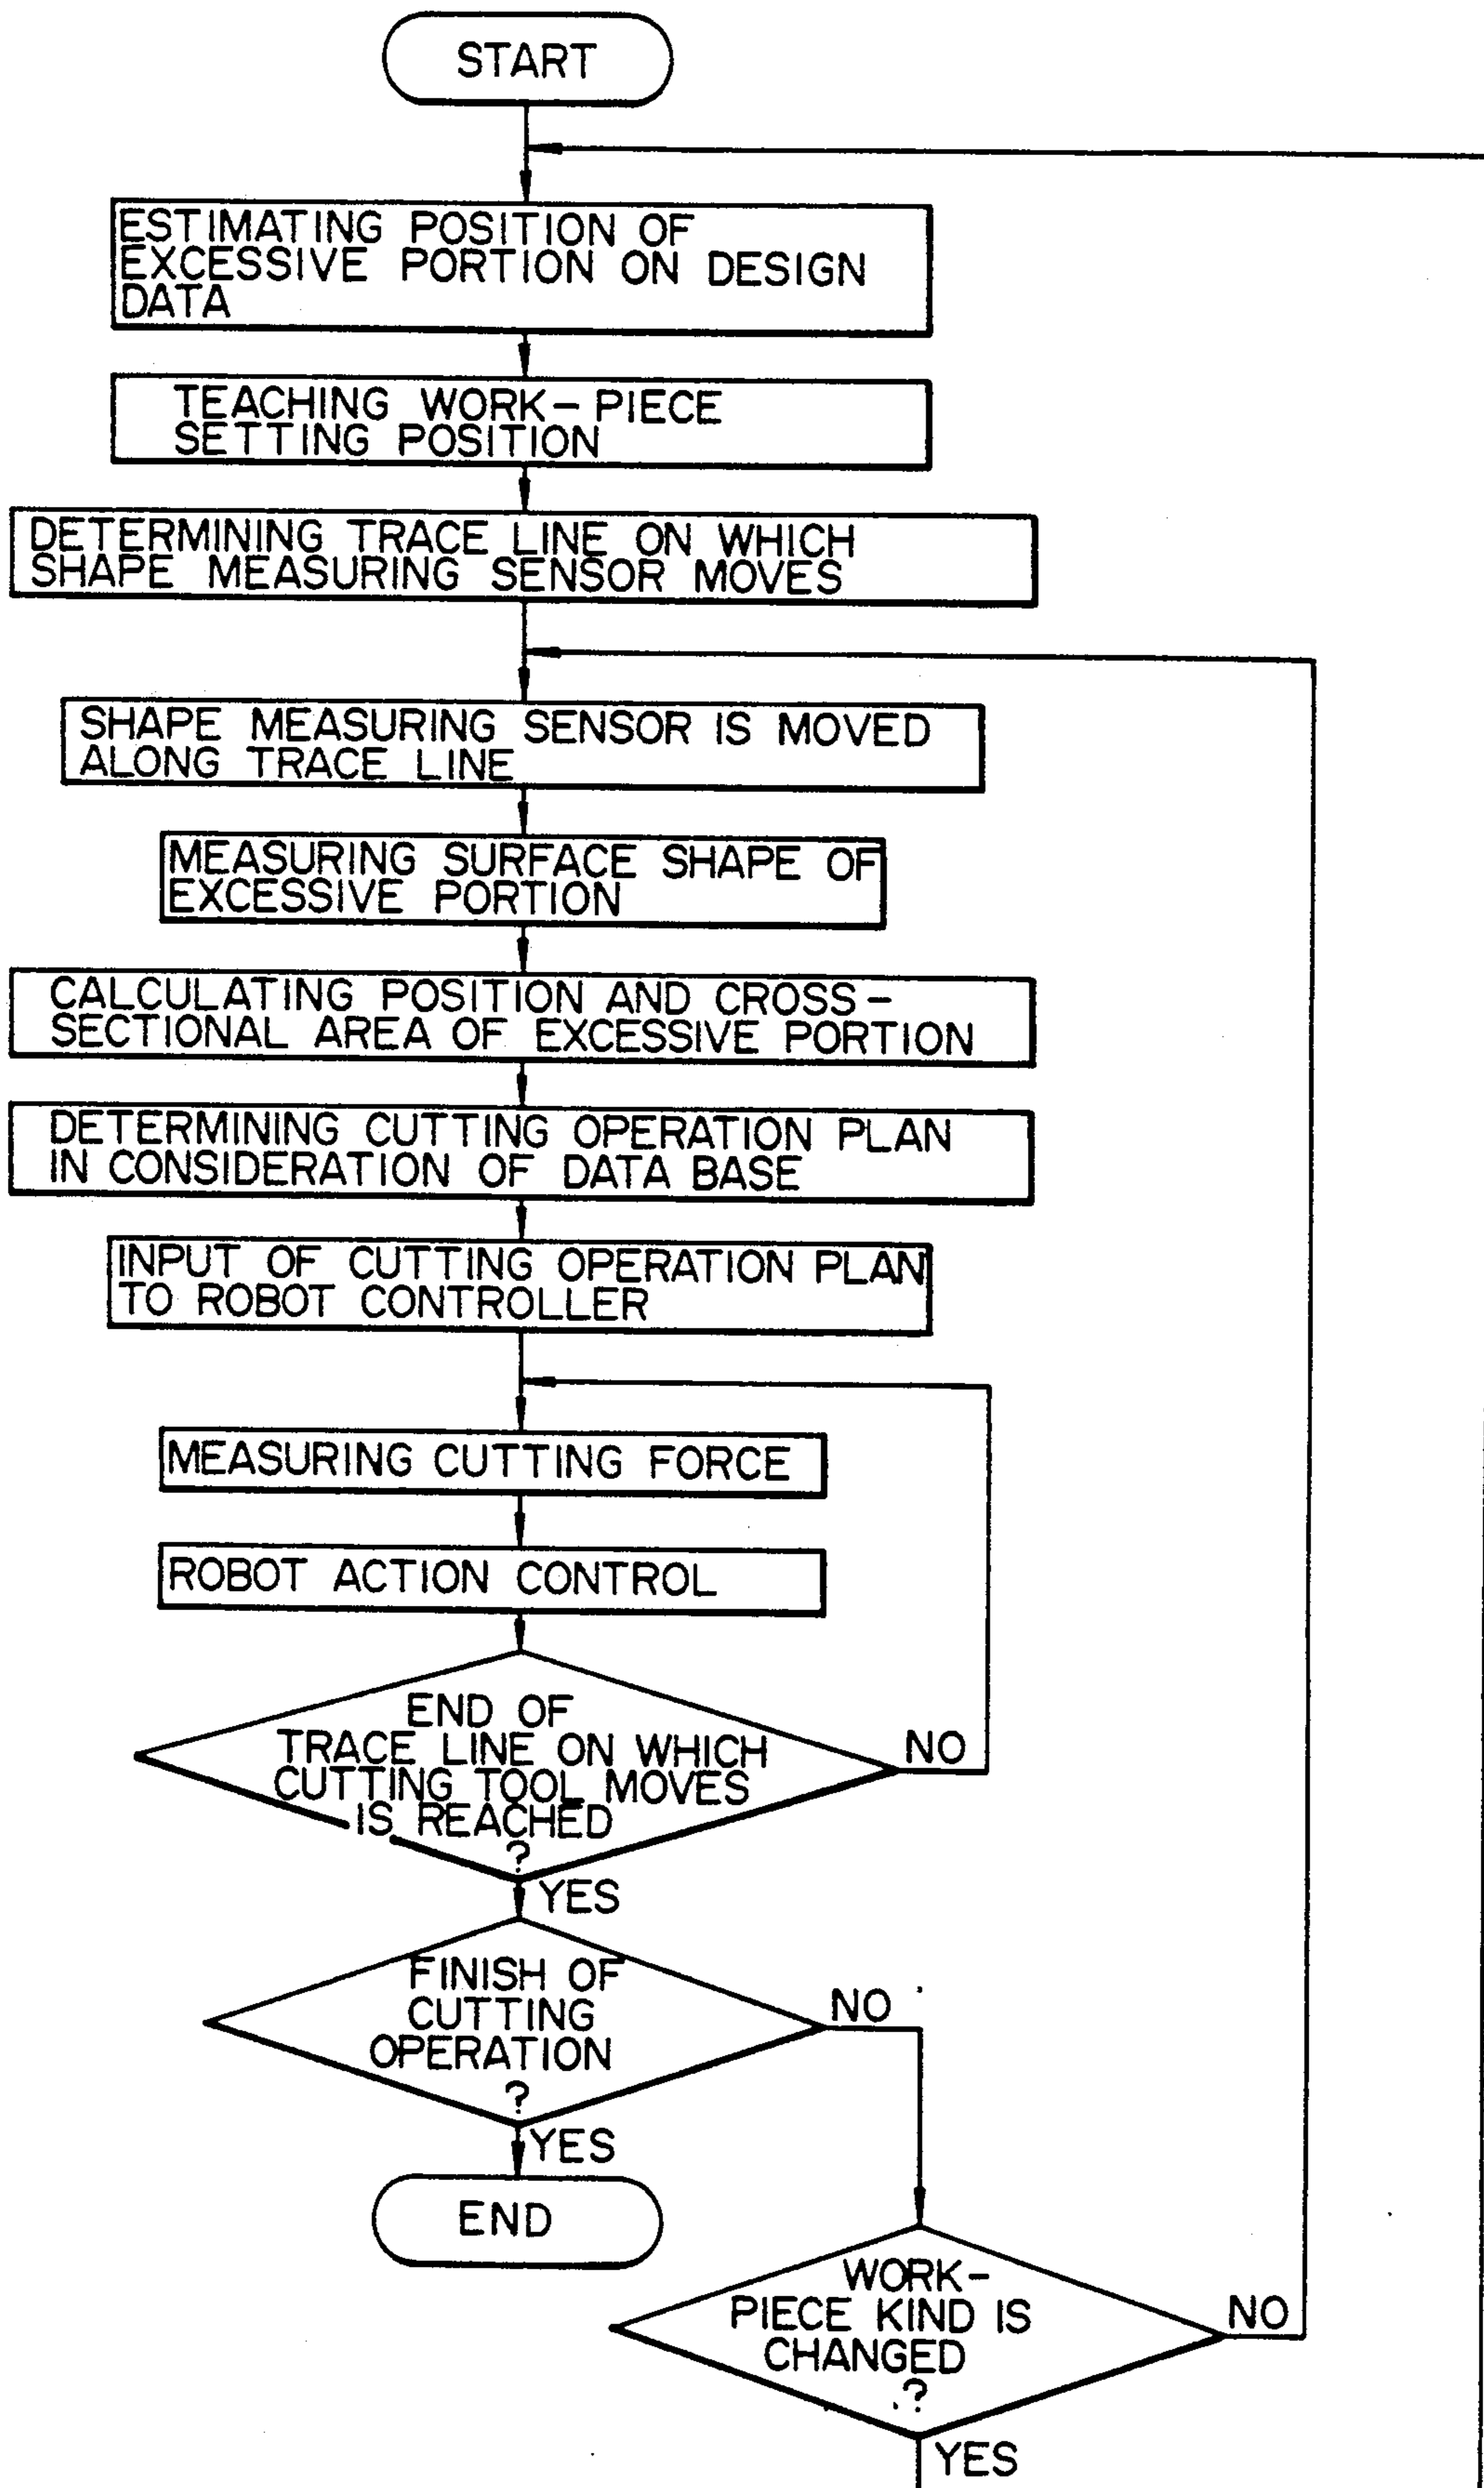 START
ESTIMATING POSITION OF
EXCESSIVE PORTION ON DESIGN
DATA
TEACHING WORK-PIECE
SETTING POSITION
DETERMINING TRACE LINE ON WHICH
SHAPE MEASURING SENSOR MOVES
SHAPE MEASURING SENSOR IS MOVED
ALONG TRACE LINE
MEASURING SURFACE SHAPE OF
EXCESSIVE PORTION
CALCULATING POSITION AND CROSS-
SECTIONAL AREA OF EXCESSIVE PORTION
DETERMINING CUTTING OPERATION PLAN
IN CONSIDERATION OF DATA BASE
INPUT OF CUTTING OPERATION PLAN
TO ROBOT CONTROLLER
MEASURING CUTTING FORCE
ROBOT ACTION CONTROL
END OF
TRACE LINE ON WHICH
CUTTING TOOL MOVES
IS REACHED
?
NO
YES
FINISH OF
CUTTING
OPERATION
?
NO
YES
END
WORK-
PIECE KIND IS
CHANGED
?
NO
YES